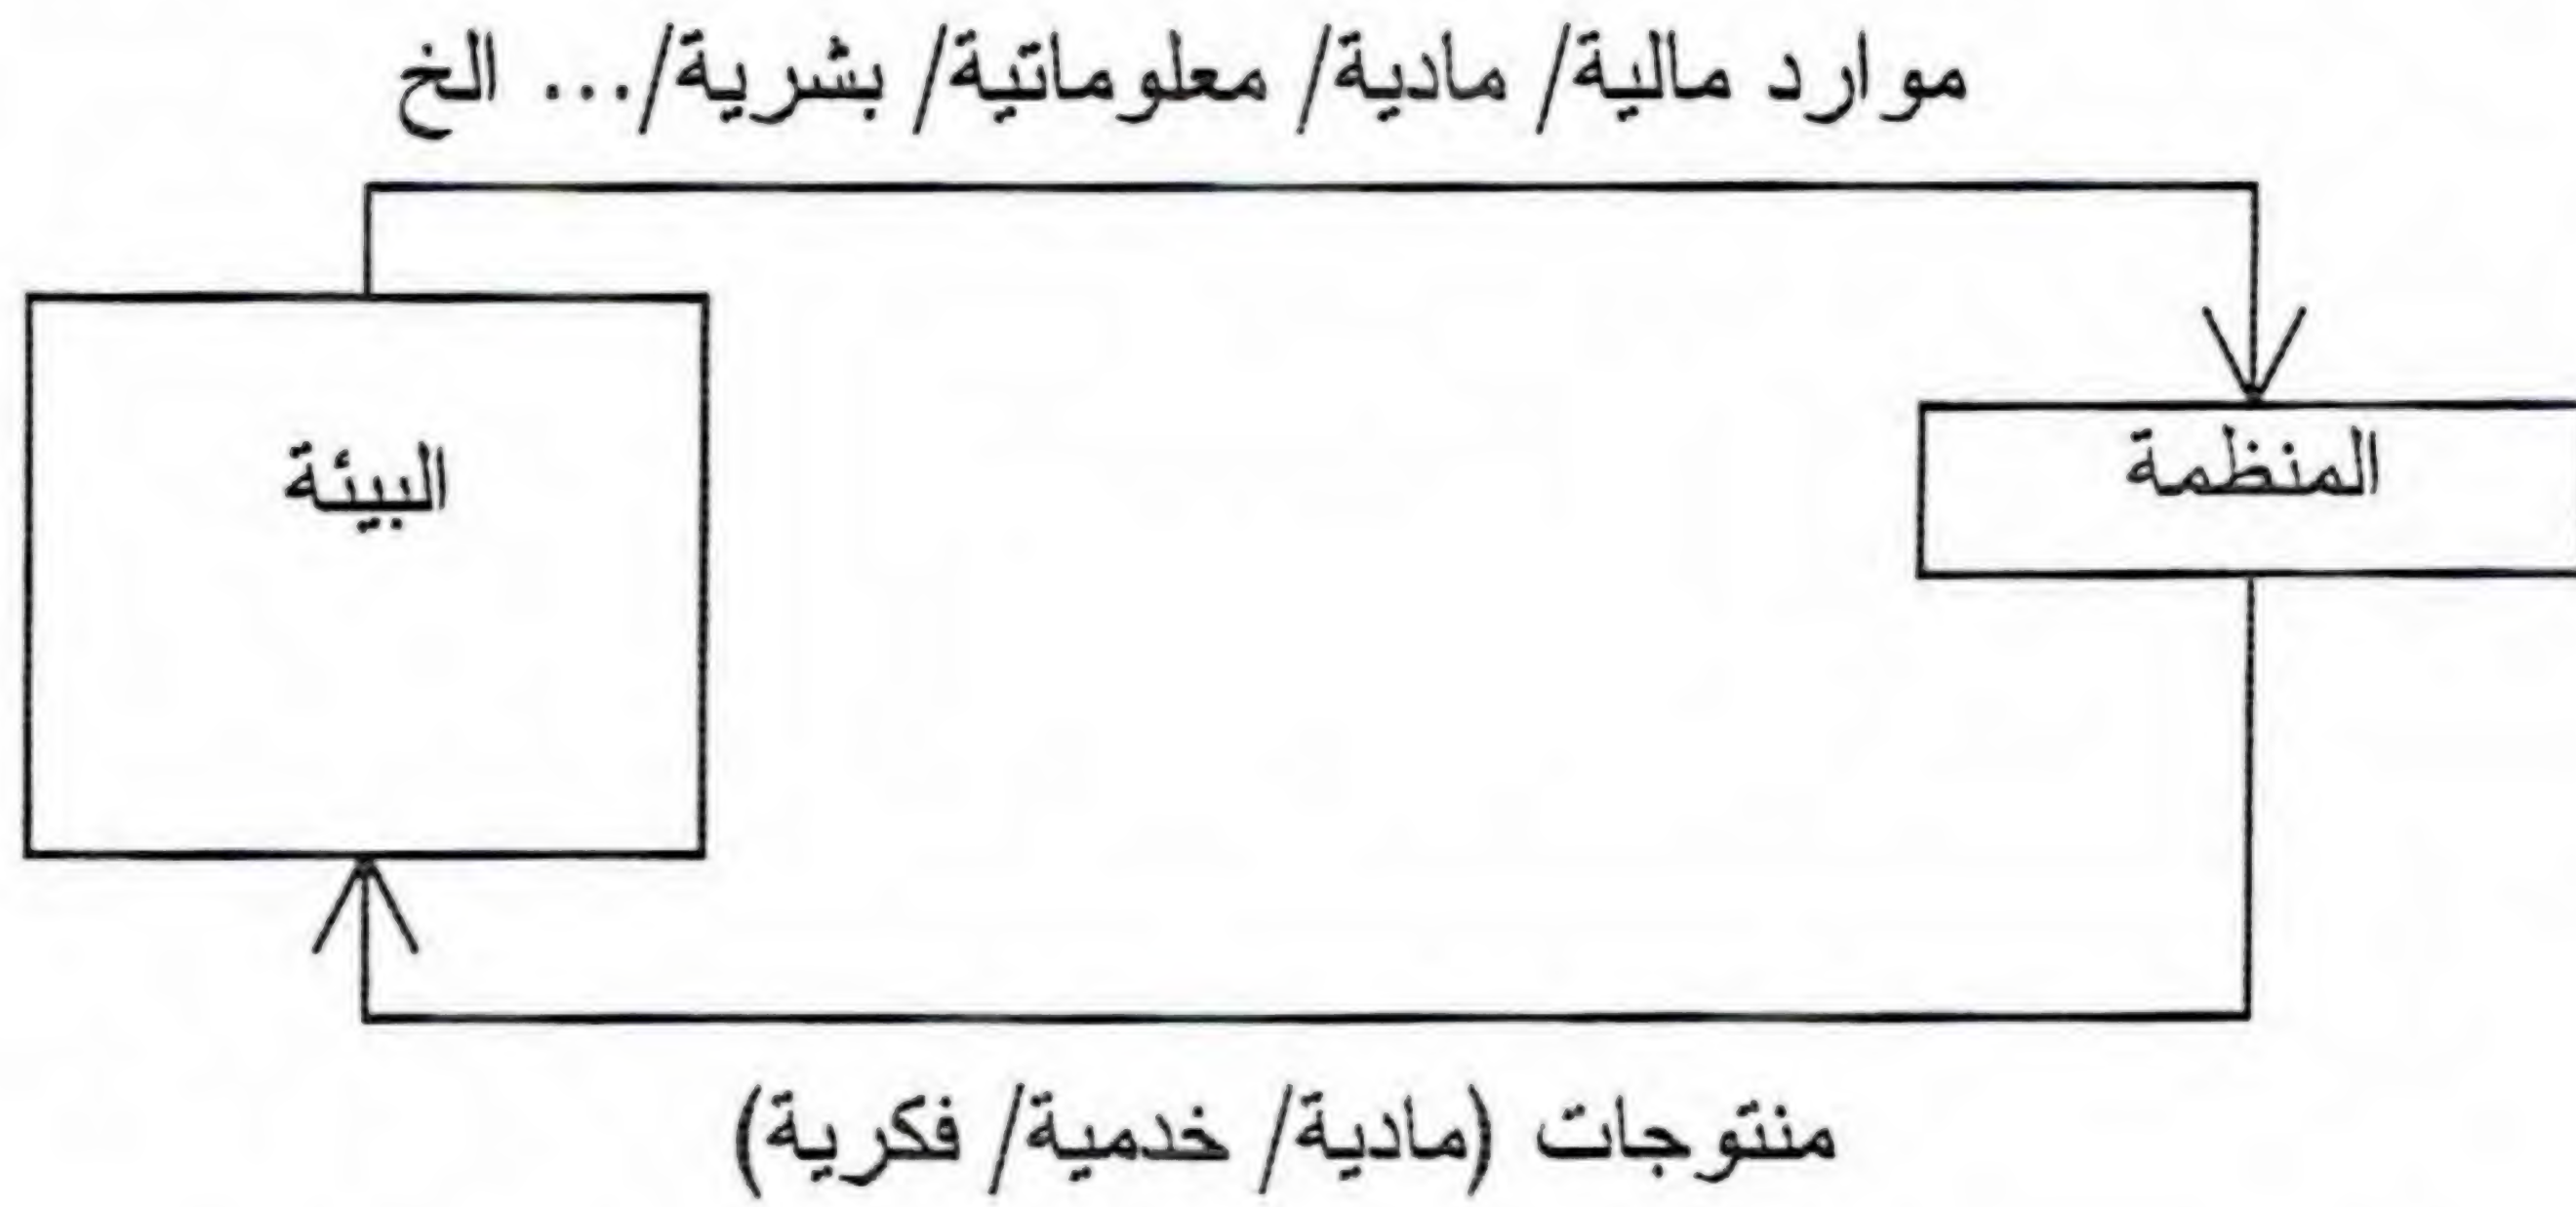 موارد مالية/ مادية/ معلوماتية/ بشرية/... الخ
المنظمة
البيئة
منتوجات (مادية/ خدمية/ فكرية)